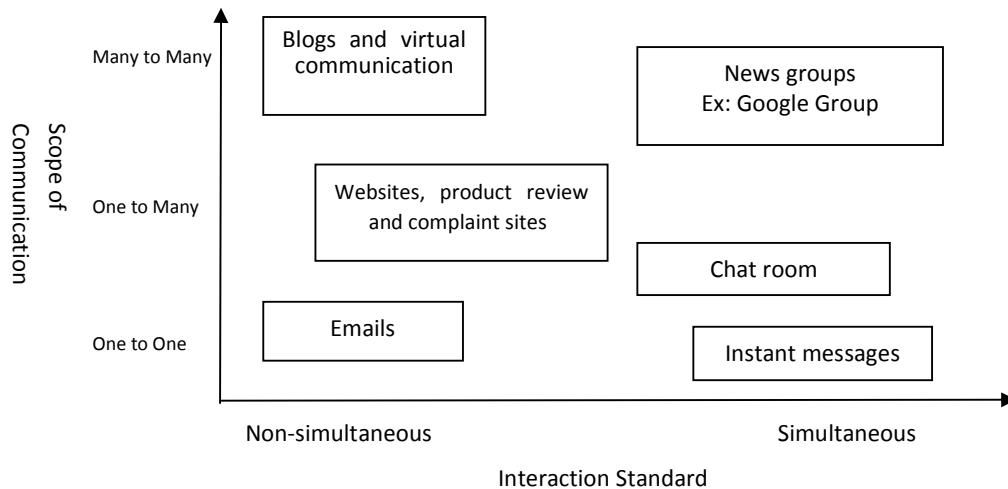 Many to Many
Blogs and virtual
communication
News groups
Ex: Google Group
Scope of
Communication
One to Many
Websites, product review
and complaint sites
Chat room
One to One
Emails
Instant messages
Non-simultaneous
Simultaneous
Interaction Standard